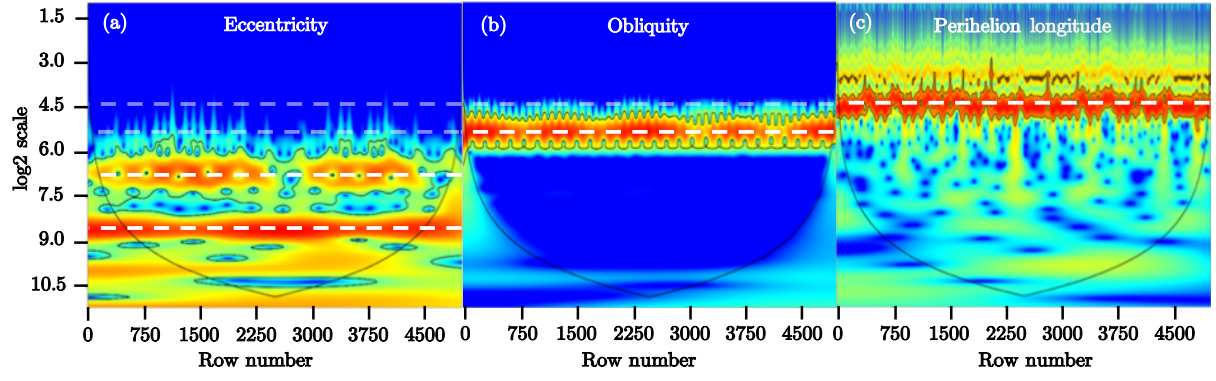 (a) Eccentricity
(b) Obliquity
(c) Perihelion longitude
log2 scale
1.5
3.0
4.5
6.0
7.5
9.0
10.5
0 750 1500 2250 3000 3750 4500
750 1500 2250 3000 3750 4500
0 750 1500 2250 3000 3750 4500
Row number
Row number
Row number